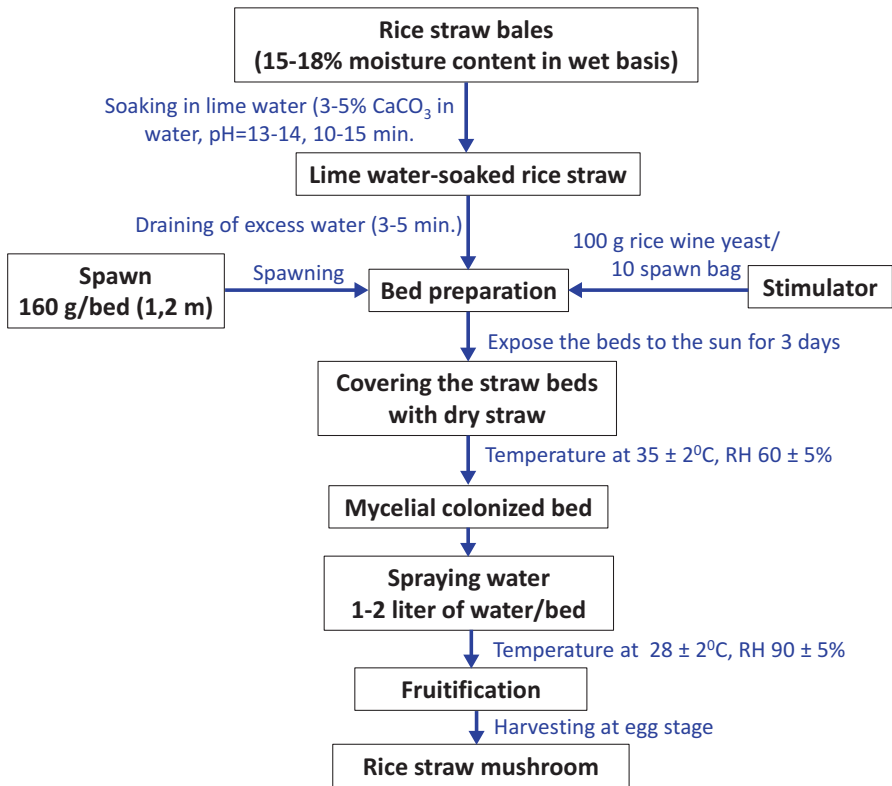 Rice straw bales
(15-18% moisture content in wet basis)
Soaking in lime water (3-5% CaCO₃ in
water, pH=13-14, 10-15 min.
Lime water-soaked rice straw
Draining of excess water (3-5 min.)
100 g rice wine yeast/
10 spawn bag
Spawn
160 g/bed (1,2 m)
Spawning
Bed preparation
Stimulator
Expose the beds to the sun for 3 days
Covering the straw beds
with dry straw
Temperature at 35 ± 2⁰C, RH 60 ± 5%
Mycelial colonized bed
Spraying water
1-2 liter of water/bed
Temperature at 28 ± 2⁰C, RH 90 ± 5%
Fruitification
Harvesting at egg stage
Rice straw mushroom